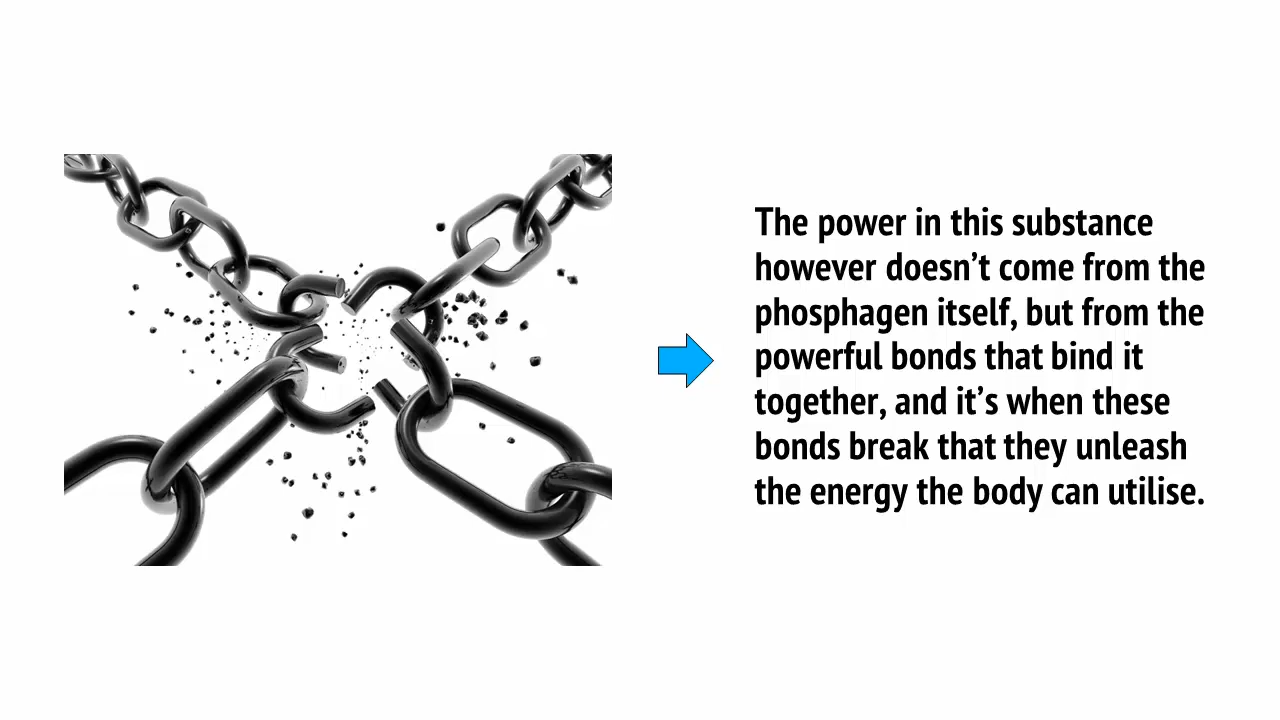 The power in this substance
however doesn’t come from the
phosphagen itself, but from the
powerful bonds that bind it
together, and it’s when these
bonds break that they unleash
the energy the body can utilise.